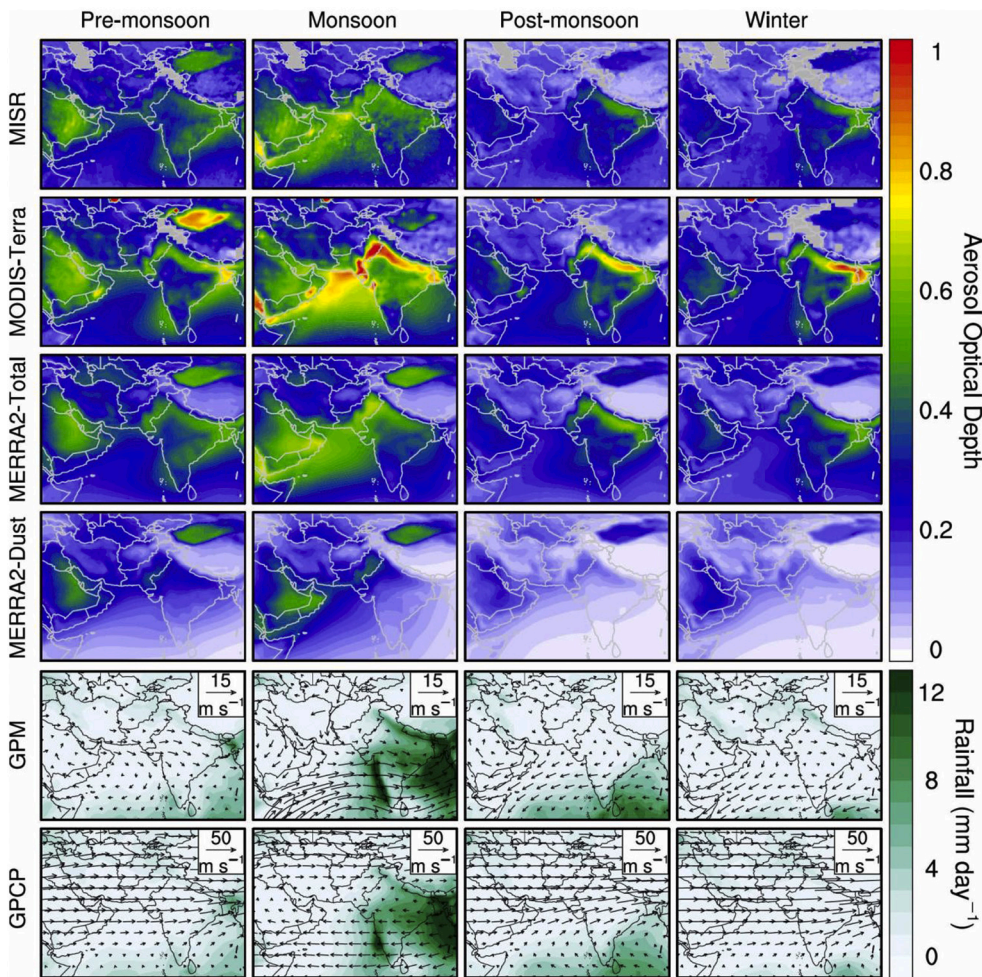 Pre-monsoon Monsoon Post-monsoon Winter
MISR
MODIS-Terra
MERRA2-Total
MERRA2-Dust
GPM
GPCP
1
0.8
0.6
0.4
0.2
0
Aerosol Optical Depth
15
m s⁻¹
15
m s⁻¹
15
m s⁻¹
15
m s⁻¹
50
m s⁻¹
50
m s⁻¹
50
m s⁻¹
50
m s⁻¹
12
8
4
0
Rainfall (mm day⁻¹)